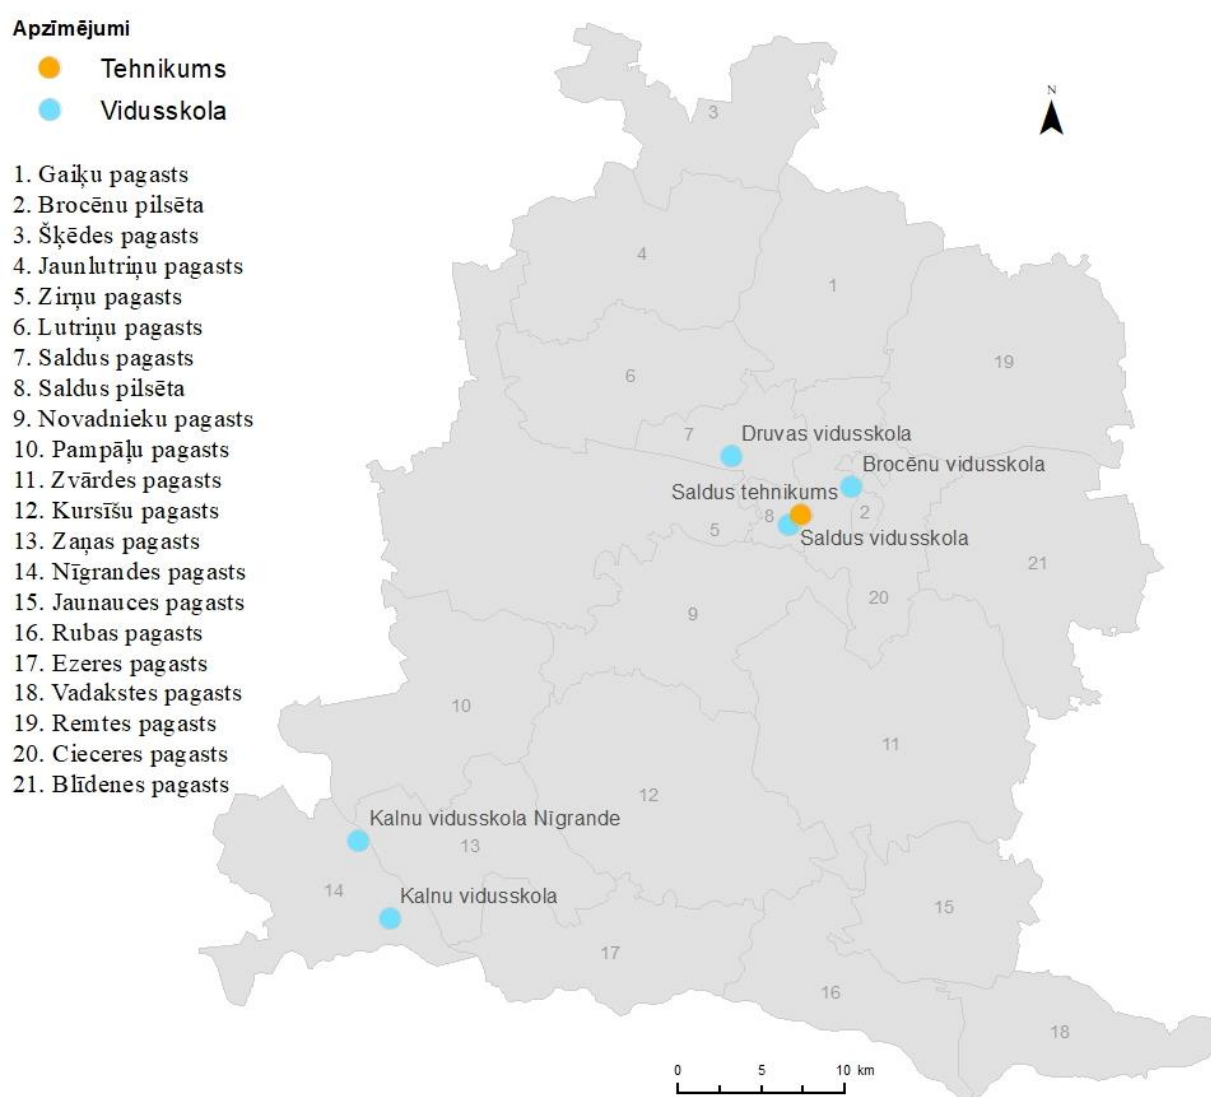 Apzīmējumi
Tehnikums
Vidusskola
1. Gaiķu pagasts
2. Brocēnu pilsēta
3. Šķēdes pagasts
4. Jaunlutriņu pagasts
5. Zirņu pagasts
6. Lutriņu pagasts
7. Saldus pagasts
8. Saldus pilsēta
9. Novadnieku pagasts
10. Pampāļu pagasts
11. Zvārdes pagasts
12. Kursīšu pagasts
13. Zaņas pagasts
14. Nīgrandes pagasts
15. Jaunauces pagasts
16. Rubas pagasts
17. Ezeres pagasts
18. Vadakstes pagasts
19. Remtes pagasts
20. Cieceres pagasts
21. Blīdenes pagasts
N
3
4
1
19
6
7
Druvas vidusskola
Brocēnu vidusskola
Saldus tehnikums
8
2
5
Saldus vidusskola
21
20
9
10
11
12
Kalnu vidusskola Nīgrande
13
14
Kalnu vidusskola
15
17
16
18
0 5 10 km